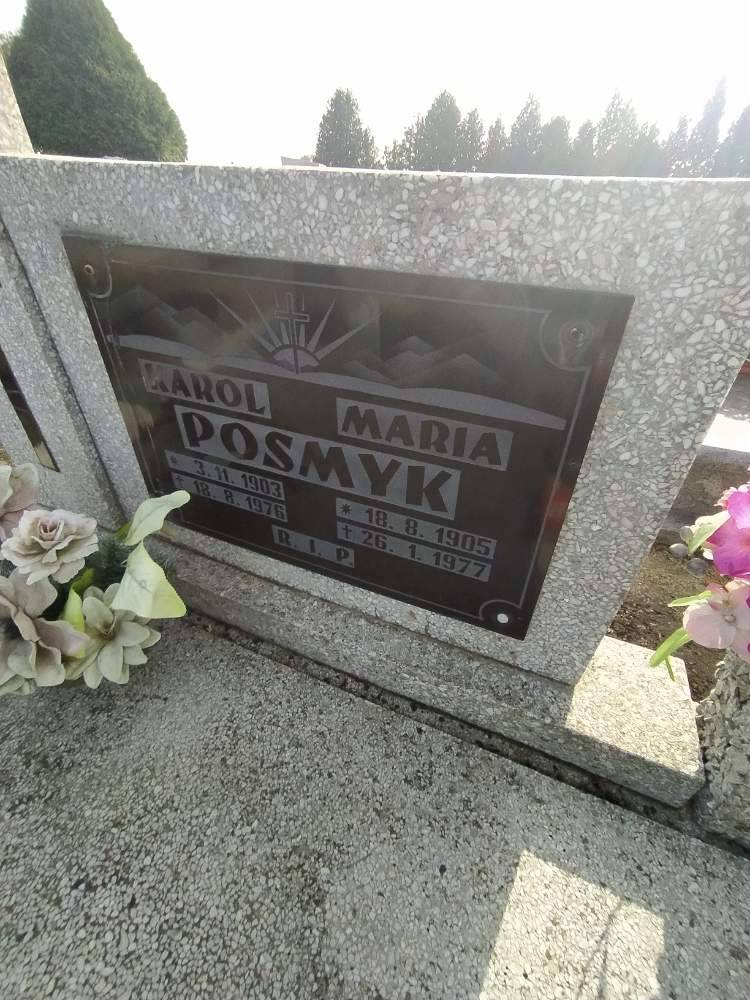 KAROL MARIA
POSMYK
* 3. 11. 1903
† 18. 8. 1976
* 18. 8. 1905
† 26. 1. 1977
R. I. P.